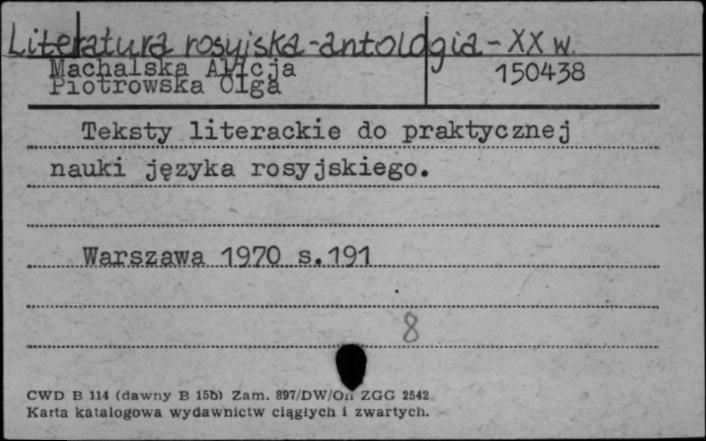 Literatura rosyjska-antologia-XX w.
Machalska Alicja
Piotrowska Olga
150438
Teksty literackie do praktycznej
nauki języka rosyjskiego.
Warszawa 1970 s.191
8
CWD B 114 (dawny B 15b) Zam. 897/DW/On ZGG 2542
Karta katalogowa wydawnictw ciągłych i zwartych.